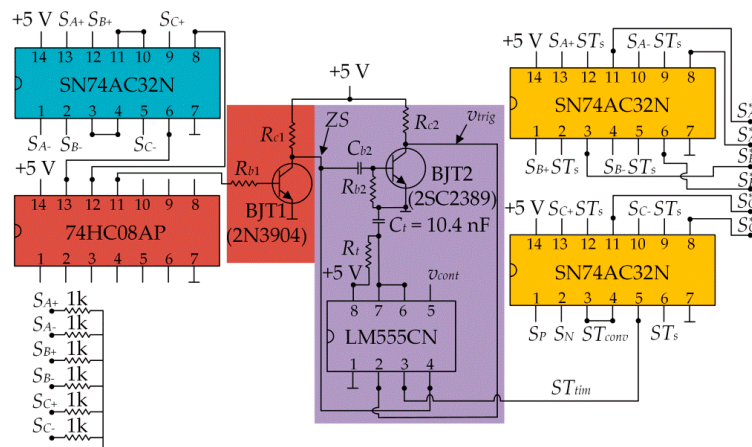 +5 V S_A+ S_B+ S_C+
14 13 12 11 10 9 8
SN74AC32N
1 2 3 4 5 6 7
S_A- S_B- S_C-
14 13 12 11 10 9 8
74HC08AP
1 2 3 4 5 6 7
S_A+ 1k
S_A- 1k
S_B+ 1k
S_B- 1k
S_C+ 1k
S_C- 1k
+5 V
R_c1 ZS R_c2 v_trig
C_b2
R_b1 R_b2
BJT1
(2N3904)
BJT2
(2SC2389)
C_t = 10.4 nF
R_t
+5 V v_cont
8 7 6 5
LM555CN
1 2 3 4
ST_tim
+5 V S_A+ ST_s S_A- ST_s
14 13 12 11 10 9 8
SN74AC32N
1 2 3 4 5 6 7
S_B+ ST_s S_B- ST_s
+5 V S_C+ ST_s S_C- ST_s
14 13 12 11 10 9 8
SN74AC32N
1 2 3 4 5 6 7
S_P S_N ST_conv ST_s